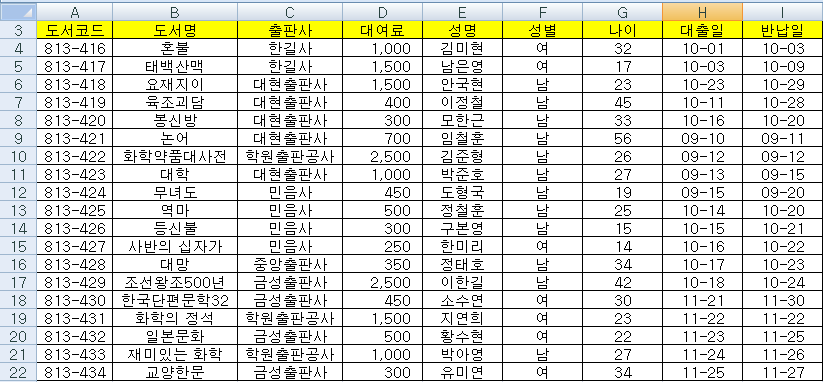 A B C D E F G H I
3 도서코드 도서명 출판사 대여료 성명 성별 나이 대출일 반납일
4 813-416 혼불 한길사 1,000 김미현 여 32 10-01 10-03
5 813-417 태백산맥 한길사 1,500 남은영 여 17 10-03 10-09
6 813-418 요재지이 대현출판사 1,500 안국현 남 23 10-23 10-29
7 813-419 육조괴담 대현출판사 400 이정철 남 45 10-11 10-28
8 813-420 봉신방 대현출판사 300 모한근 남 33 10-16 10-20
9 813-421 논어 대현출판사 700 임철훈 남 56 09-10 09-11
10 813-422 화학약품대사전 학원출판공사 2,500 김준형 남 26 09-12 09-12
11 813-423 대학 대현출판사 1,000 박준호 남 27 09-13 09-15
12 813-424 무녀도 민음사 450 도형국 남 19 09-15 09-20
13 813-425 역마 민음사 500 정철훈 남 25 10-14 10-20
14 813-426 등신불 민음사 300 구본영 남 15 10-15 10-21
15 813-427 사반의 십자가 민음사 250 한미리 여 14 10-16 10-22
16 813-428 대망 중앙출판사 350 정태호 남 34 10-17 10-23
17 813-429 조선왕조500년 금성출판사 2,500 이한길 남 42 10-18 10-24
18 813-430 한국단편문학32 금성출판사 450 소수연 여 30 11-21 11-30
19 813-431 화학의 정석 학원출판공사 1,500 지연희 여 23 11-22 11-22
20 813-432 일본문화 금성출판사 500 황수현 여 22 11-23 11-25
21 813-433 재미있는 화학 학원출판공사 1,000 박아영 남 27 11-24 11-26
22 813-434 교양한문 금성출판사 300 유미연 여 34 11-25 11-27